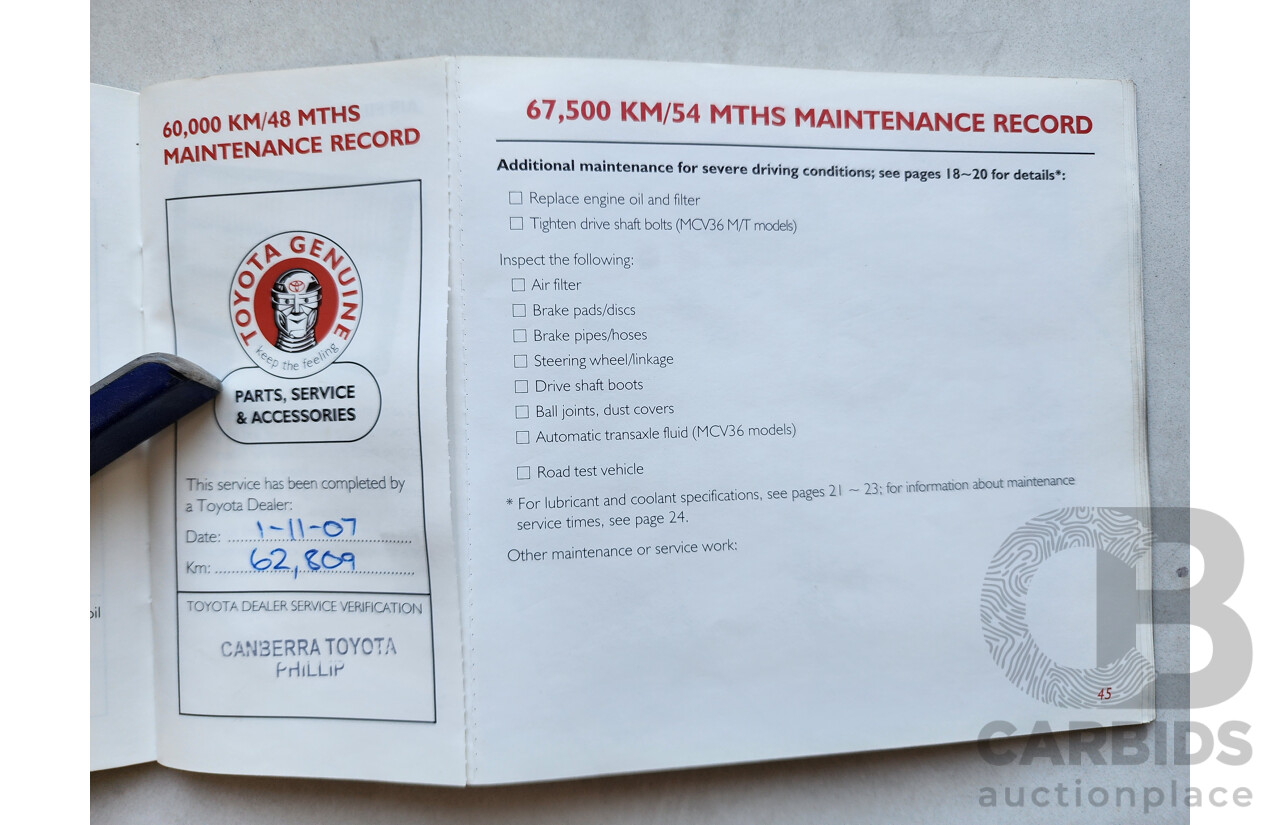 60,000 KM/48 MTHS
MAINTENANCE RECORD
TOYOTA GENUINE
keep the feeling
PARTS, SERVICE
& ACCESSORIES
This service has been completed by
a Toyota Dealer:
Date: 1-11-07
Km: 62,809
TOYOTA DEALER SERVICE VERIFICATION
CANBERRA TOYOTA
PHILLIP
oil
67,500 KM/54 MTHS MAINTENANCE RECORD
Additional maintenance for severe driving conditions; see pages 18~20 for details*:
Replace engine oil and filter
Tighten drive shaft bolts (MCV36 M/T models)
Inspect the following:
Air filter
Brake pads/discs
Brake pipes/hoses
Steering wheel/linkage
Drive shaft boots
Ball joints, dust covers
Automatic transaxle fluid (MCV36 models)
Road test vehicle
* For lubricant and coolant specifications, see pages 21 ~ 23; for information about maintenance
service times, see page 24.
Other maintenance or service work:
45
CB
CARBIDS
auctionplace